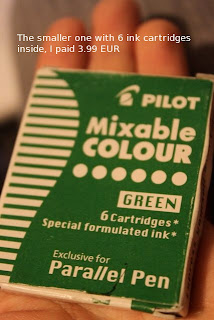 The smaller one with 6 ink cartridges
inside, I paid 3.99 EUR
PILOT
Mixable
COLOUR
GREEN
6 Cartridges*
Special formulated ink*
Exclusive for
Parallel Pen